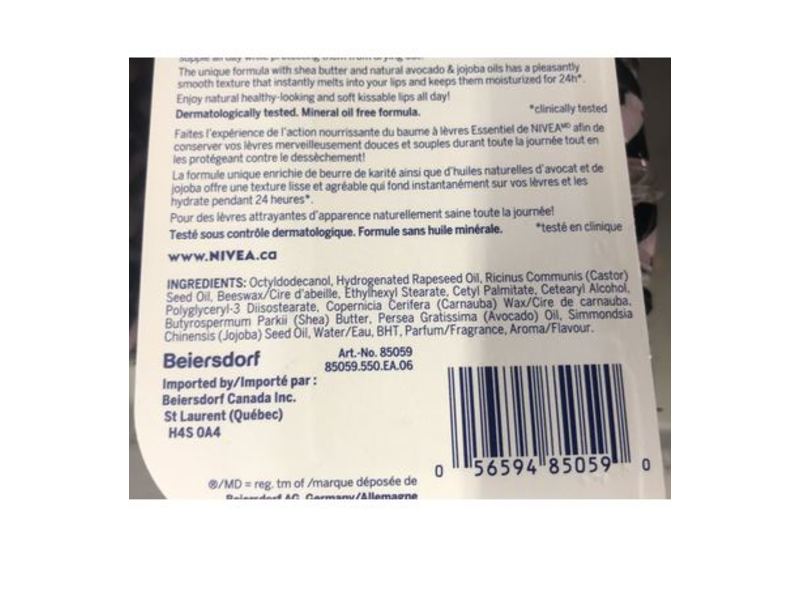 The unique formula with shea butter and natural avocado & jojoba oils has a pleasantly
smooth texture that instantly melts into your lips and keeps them moisturized for 24h*.
Enjoy natural healthy-looking and soft kissable lips all day!
Dermatologically tested. Mineral oil free formula. *clinically tested
Faites l'expérience de l'action nourrissante du baume à lèvres Essentiel de NIVEAᴹᴰ afin de
conserver vos lèvres merveilleusement douces et souples durant toute la journée tout en
les protégeant contre le dessèchement!
La formule unique enrichie de beurre de karité ainsi que d'huiles naturelles d'avocat et de
jojoba offre une texture lisse et agréable qui fond instantanément sur vos lèvres et les
hydrate pendant 24 heures*.
Pour des lèvres attrayantes d'apparence naturellement saine toute la journée!
Testé sous contrôle dermatologique. Formule sans huile minérale. *testé en clinique
www.NIVEA.ca
INGREDIENTS: Octyldodecanol, Hydrogenated Rapeseed Oil, Ricinus Communis (Castor)
Seed Oil, Beeswax/Cire d'abeille, Ethylhexyl Stearate, Cetyl Palmitate, Cetearyl Alcohol,
Polyglyceryl-3 Diisostearate, Copernicia Cerifera (Carnauba) Wax/Cire de carnauba,
Butyrospermum Parkii (Shea) Butter, Persea Gratissima (Avocado) Oil, Simmondsia
Chinensis (Jojoba) Seed Oil, Water/Eau, BHT, Parfum/Fragrance, Aroma/Flavour.
Beiersdorf
Art.-No. 85059
85059.550.EA.06
Imported by/Importé par :
Beiersdorf Canada Inc.
St Laurent (Québec)
H4S 0A4
0 56594 85059 0
®/MD = reg. tm of /marque déposée de
Beiersdorf AG, Germany/Allemagne